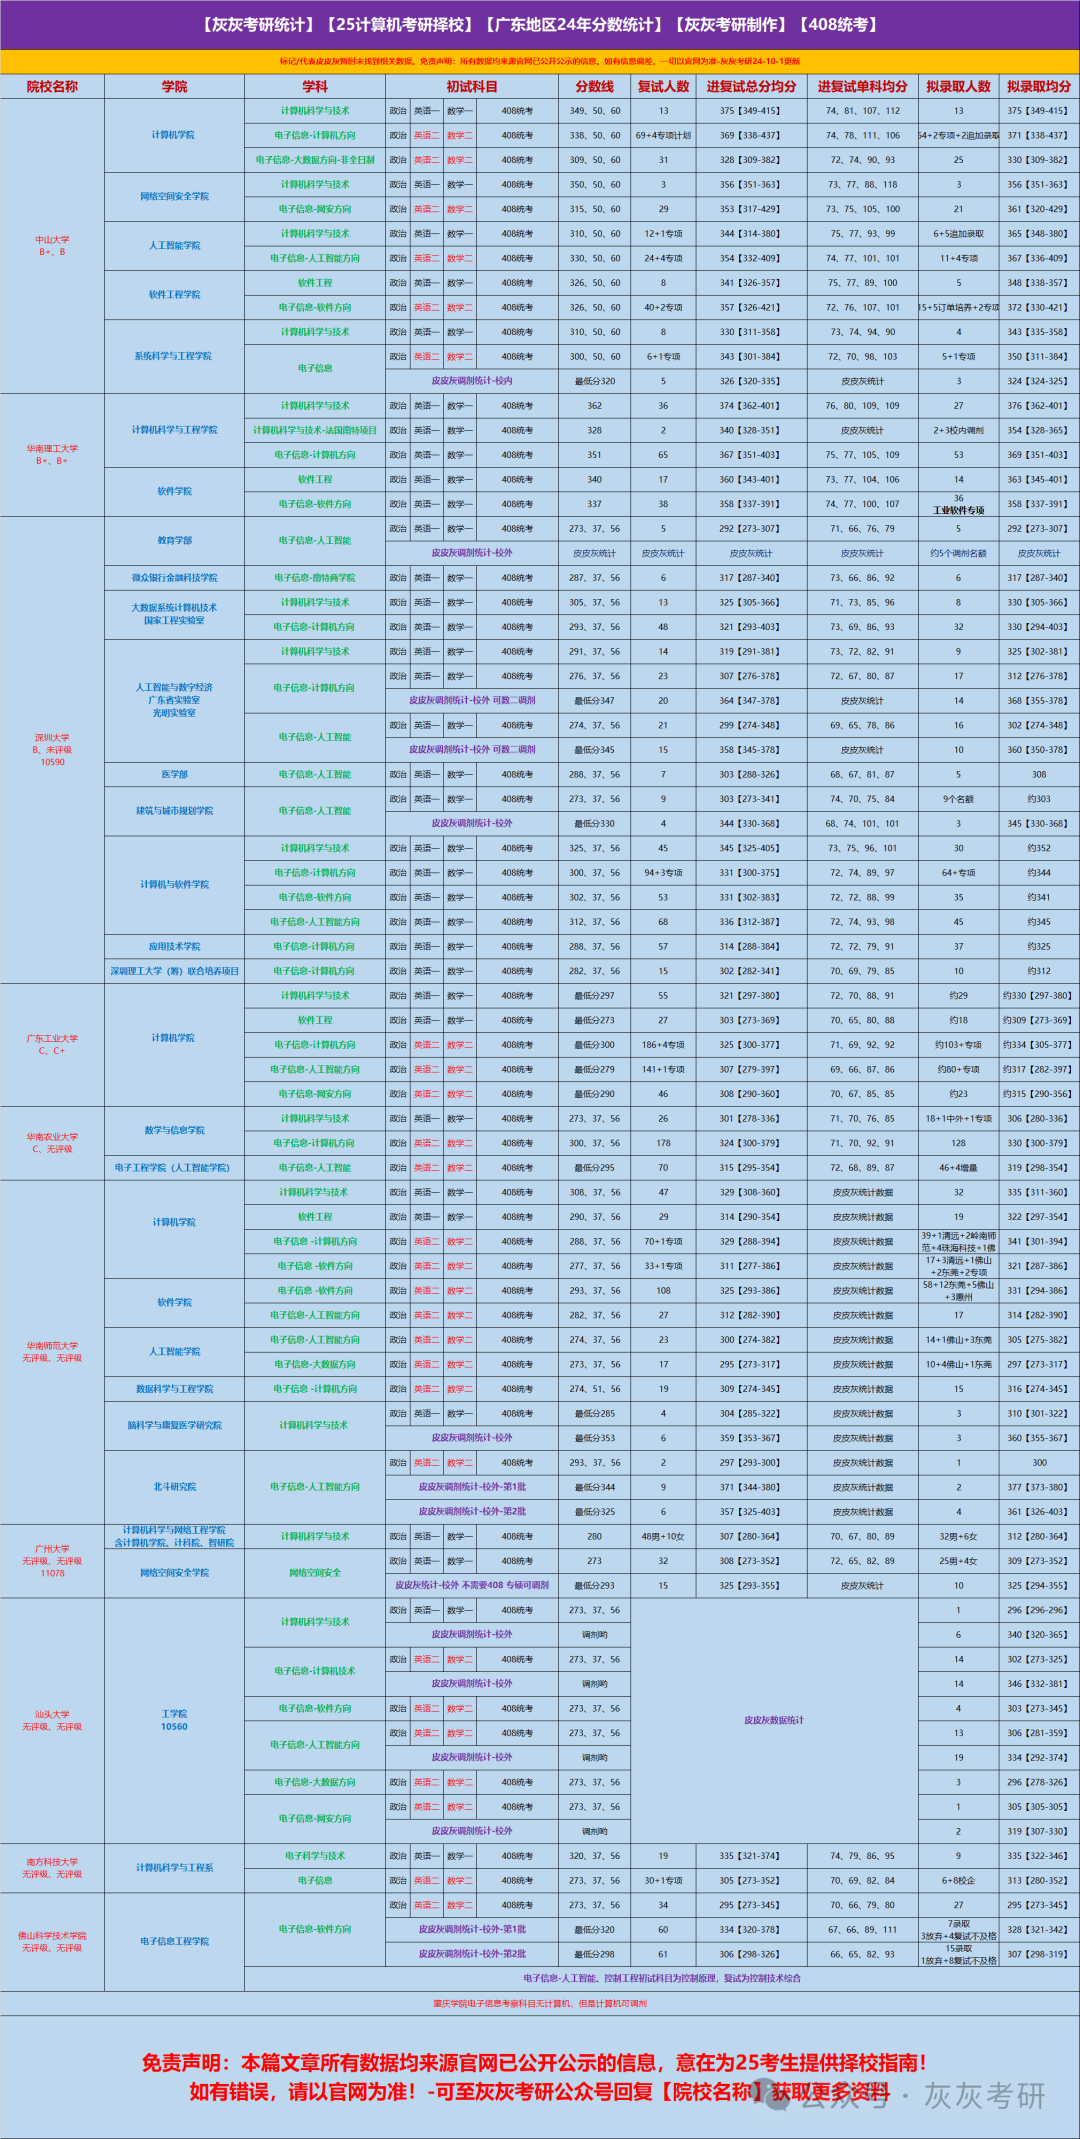 【灰灰考研统计】【25计算机考研择校】【广东地区24年分数统计】【灰灰考研制作】【408统考】
标记/代表皮皮灰暂时未找到相关数据。免责声明：所有数据均来源官网已公开公示的信息。如有信息偏差，一切以官网为准-灰灰考研24-10-1更新
院校名称 学院 学科 初试科目 分数线 复试人数 进复试总分均分 进复试单科均分 拟录取人数 拟录取均分
中山大学
B+、B
计算机学院 计算机科学与技术 政治 英语一 数学一 408统考 349、50、60 13 375【349-415】 74、81、107、112 13 375【349-415】
电子信息-计算机方向 政治 英语二 数学二 408统考 338、50、60 69+4专项计划 369【338-437】 74、78、111、106 54+2专项+2追加录取 371【338-437】
电子信息-大数据方向-非全日制 政治 英语二 数学二 408统考 309、50、60 31 328【309-382】 72、74、90、93 25 330【309-382】
网络空间安全学院 计算机科学与技术 政治 英语一 数学一 408统考 350、50、60 3 356【351-363】 73、77、88、118 3 356【351-363】
电子信息-网安方向 政治 英语二 数学二 408统考 315、50、60 29 353【317-429】 73、75、105、100 21 361【320-429】
人工智能学院 计算机科学与技术 政治 英语一 数学一 408统考 310、50、60 12+1专项 344【314-380】 75、77、93、99 6+5追加录取 365【348-380】
电子信息-人工智能方向 政治 英语二 数学二 408统考 330、50、60 24+4专项 354【332-409】 74、77、101、101 11+4专项 367【336-409】
软件工程学院 软件工程 政治 英语一 数学一 408统考 326、50、60 8 341【326-357】 75、77、89、100 5 348【338-357】
电子信息-软件方向 政治 英语二 数学二 408统考 326、50、60 40+2专项 357【326-421】 72、76、107、101 15+5订单培养+2专项 372【330-421】
系统科学与工程学院 计算机科学与技术 政治 英语一 数学一 408统考 310、50、60 8 330【311-358】 73、74、94、90 4 343【335-358】
电子信息 政治 英语二 数学二 408统考 300、50、60 6+1专项 343【301-384】 72、70、98、103 5+1专项 350【311-384】
皮皮灰调剂统计-校内 最低分320 5 326【320-335】 皮皮灰统计 3 324【324-325】
华南理工大学
B+、B+
计算机科学与工程学院 计算机科学与技术 政治 英语一 数学一 408统考 362 36 374【362-401】 76、80、109、109 27 376【362-401】
计算机科学与技术-法国南特项目 政治 英语一 数学一 408统考 328 2 340【328-351】 皮皮灰统计 2+3校内调剂 354【328-365】
电子信息-计算机方向 政治 英语一 数学一 408统考 351 65 367【351-403】 75、77、105、109 53 369【351-403】
软件学院 软件工程 政治 英语一 数学一 408统考 340 17 360【343-401】 73、77、104、106 14 363【345-401】
电子信息-软件方向 政治 英语一 数学一 408统考 337 38 358【337-391】 74、77、100、107 36 工业软件专项 358【337-391】
深圳大学
B、未评级
10590
教育学部 电子信息-人工智能 政治 英语一 数学一 408统考 273、37、56 5 292【273-307】 71、66、76、79 5 292【273-307】
皮皮灰调剂统计-校外 皮皮灰统计 皮皮灰统计 皮皮灰统计 皮皮灰统计 约5个调剂名额 皮皮灰统计
微众银行金融科技学院 电子信息-南特商学院 政治 英语一 数学一 408统考 287、37、56 6 317【287-340】 73、66、86、92 6 317【287-340】
大数据系统计算机技术
国家工程实验室
计算机科学与技术 政治 英语一 数学一 408统考 305、37、56 13 325【305-366】 71、73、85、96 8 330【305-366】
电子信息-计算机方向 政治 英语一 数学一 408统考 293、37、56 48 321【293-403】 73、69、86、93 32 330【294-403】
人工智能与数字经济
广东省实验室
光明实验室
计算机科学与技术 政治 英语一 数学一 408统考 291、37、56 14 319【291-381】 73、72、82、91 9 325【302-381】
电子信息-计算机方向 政治 英语一 数学一 408统考 276、37、56 23 307【276-378】 72、67、80、87 17 312【276-378】
皮皮灰调剂统计-校外 可数二调剂 最低分347 20 364【347-378】 皮皮灰统计 14 368【355-378】
电子信息-人工智能 政治 英语一 数学一 408统考 274、37、56 21 299【274-348】 69、65、78、86 16 302【274-348】
皮皮灰调剂统计-校外 可数二调剂 最低分345 15 358【345-378】 皮皮灰统计 10 360【350-378】
医学部 电子信息-人工智能 政治 英语一 数学一 408统考 288、37、56 7 303【288-326】 68、67、81、87 5 308
建筑与城市规划学院 电子信息-人工智能 政治 英语一 数学一 408统考 273、37、56 9 303【273-341】 74、70、75、84 9个名额 约303
皮皮灰调剂统计-校外 最低分330 4 344【330-368】 68、74、101、101 3 345【330-368】
计算机与软件学院 计算机科学与技术 政治 英语一 数学一 408统考 325、37、56 45 345【325-405】 73、75、96、101 30 约352
电子信息-计算机方向 政治 英语一 数学一 408统考 300、37、56 94+3专项 331【300-375】 72、74、89、97 64+专项 约344
电子信息-软件方向 政治 英语一 数学一 408统考 302、37、56 53 331【302-383】 72、72、88、99 35 约341
电子信息-人工智能方向 政治 英语一 数学一 408统考 312、37、56 68 336【312-387】 72、74、93、98 45 约345
应用技术学院 电子信息-计算机方向 政治 英语一 数学一 408统考 288、37、56 57 314【288-384】 72、72、79、91 37 约325
深圳理工大学（筹）联合培养项目 电子信息-计算机方向 政治 英语一 数学一 408统考 282、37、56 15 302【282-341】 70、69、79、85 10 约312
广东工业大学
C、C+
计算机学院 计算机科学与技术 政治 英语一 数学一 408统考 最低分297 55 321【297-380】 72、70、88、91 约29 约330【297-380】
软件工程 政治 英语一 数学一 408统考 最低分273 27 303【273-369】 70、65、80、88 约18 约309【273-369】
电子信息-计算机方向 政治 英语二 数学二 408统考 最低分300 186+4专项 325【300-377】 71、69、92、92 约103+专项 约334【305-377】
电子信息-人工智能方向 政治 英语二 数学二 408统考 最低分279 141+1专项 307【279-397】 69、66、87、86 约80+专项 约317【282-397】
电子信息-网安方向 政治 英语二 数学二 408统考 最低分290 46 308【290-360】 70、67、85、85 约23 约315【290-356】
华南农业大学
C、无评级
数学与信息学院 计算机科学与技术 政治 英语一 数学一 408统考 273、37、56 26 301【278-336】 71、70、76、85 18+1中外+1专项 306【280-336】
电子信息-计算机方向 政治 英语二 数学二 408统考 300、37、56 178 324【300-379】 71、70、92、91 128 330【300-379】
电子工程学院（人工智能学院） 电子信息-人工智能 政治 英语二 数学二 408统考 最低分295 70 315【295-354】 72、68、89、87 46+4增量 319【298-354】
华南师范大学
无评级、无评级
计算机学院 计算机科学与技术 政治 英语一 数学一 408统考 308、37、56 47 329【308-360】 皮皮灰统计数据 32 335【311-360】
软件工程 政治 英语一 数学一 408统考 290、37、56 29 314【290-354】 皮皮灰统计数据 19 322【297-354】
电子信息 -计算机方向 政治 英语二 数学二 408统考 288、37、56 70+1专项 329【288-394】 皮皮灰统计数据 39+1清远+2岭南师范+4珠海科技+1佛 341【301-394】
电子信息 -软件方向 政治 英语二 数学二 408统考 277、37、56 33+1专项 311【277-386】 皮皮灰统计数据 17+3清远+1佛山+2东莞+2专项 321【287-386】
软件学院 电子信息 -软件方向 政治 英语二 数学二 408统考 293、37、56 108 325【293-386】 皮皮灰统计数据 58+12东莞+5佛山+3惠州 331【294-386】
电子信息-人工智能方向 政治 英语二 数学二 408统考 282、37、56 27 312【282-390】 皮皮灰统计数据 17 314【282-390】
人工智能学院 电子信息-人工智能方向 政治 英语二 数学二 408统考 274、37、56 23 300【274-382】 皮皮灰统计数据 14+1佛山+3东莞 305【275-382】
电子信息-大数据方向 政治 英语二 数学二 408统考 273、37、56 17 295【273-317】 皮皮灰统计数据 10+4佛山+1东莞 297【273-317】
数据科学与工程学院 电子信息 -计算机方向 政治 英语二 数学二 408统考 274、51、56 19 309【274-345】 皮皮灰统计数据 15 316【274-345】
脑科学与康复医学研究院 计算机科学与技术 政治 英语一 数学一 408统考 最低分285 4 304【285-322】 皮皮灰统计数据 3 310【301-322】
皮皮灰调剂统计-校外 最低分353 6 359【353-367】 皮皮灰统计数据 3 360【355-367】
北斗研究院 电子信息-人工智能方向 政治 英语二 数学二 408统考 293、37、56 2 297【293-300】 皮皮灰统计数据 1 300
皮皮灰调剂统计-校外-第1批 最低分344 9 371【344-380】 皮皮灰统计数据 2 377【373-380】
皮皮灰调剂统计-校外-第2批 最低分325 6 357【325-403】 皮皮灰统计数据 4 361【326-403】
广州大学
无评级、无评级
11078
计算机科学与网络工程学院
含计算机学院、计科院、智研院
计算机科学与技术 政治 英语一 数学一 408统考 280 48男+10女 307【280-364】 70、67、80、89 32男+6女 312【280-364】
网络空间安全学院 网络空间安全 政治 英语一 数学一 408统考 273 32 308【273-352】 72、65、82、89 25男+4女 309【273-352】
皮皮灰统计-校外 不需要408 专硕可调剂 最低分293 15 325【293-355】 皮皮灰统计 10 325【294-355】
汕头大学
无评级、无评级
工学院
10560
皮皮灰数据统计
计算机科学与技术 政治 英语一 数学一 408统考 273、37、56 1 296【296-296】
皮皮灰调剂统计-校外 调剂哟 6 340【320-365】
电子信息-计算机技术 政治 英语二 数学二 408统考 273、37、56 14 302【273-325】
皮皮灰调剂统计-校外 调剂哟 14 346【332-381】
电子信息-软件方向 政治 英语二 数学二 408统考 273、37、56 4 303【273-345】
电子信息-人工智能方向 政治 英语二 数学二 408统考 273、37、56 13 306【281-359】
皮皮灰调剂统计-校外 调剂哟 19 334【292-374】
电子信息-大数据方向 政治 英语二 数学二 408统考 273、37、56 3 296【278-326】
电子信息-网安方向 政治 英语二 数学二 408统考 273、37、56 1 305【305-305】
皮皮灰调剂统计-校外 调剂哟 2 319【307-330】
南方科技大学
无评级、无评级
计算机科学与工程系 电子科学与技术 政治 英语一 数学一 408统考 320、37、56 19 335【321-374】 74、79、86、95 9 335【322-346】
电子信息 政治 英语二 数学二 408统考 273、37、56 30+1专项 305【273-352】 70、69、82、84 6+8校企 313【280-352】
佛山科学技术学院
无评级、无评级
电子信息工程学院 电子信息-软件方向 政治 英语二 数学二 408统考 273、37、56 34 295【273-345】 70、66、79、80 27 295【273-345】
皮皮灰调剂统计-校外-第1批 最低分320 60 334【320-378】 67、66、89、111 7录取 3放弃+4复试不及格 328【321-342】
皮皮灰调剂统计-校外-第2批 最低分298 61 306【298-326】 66、65、82、93 15录取 1放弃+8复试不及格 307【298-319】
电子信息-人工智能、控制工程初试科目为控制原理，复试为控制技术综合
肇庆学院电子信息考察科目无计算机，但是计算机可调剂
免责声明：本篇文章所有数据均来源官网已公开公示的信息，意在为25考生提供择校指南！
如有错误，请以官网为准！-可至灰灰考研公众号回复【院校名称】获取更多资料
公众号·灰灰考研